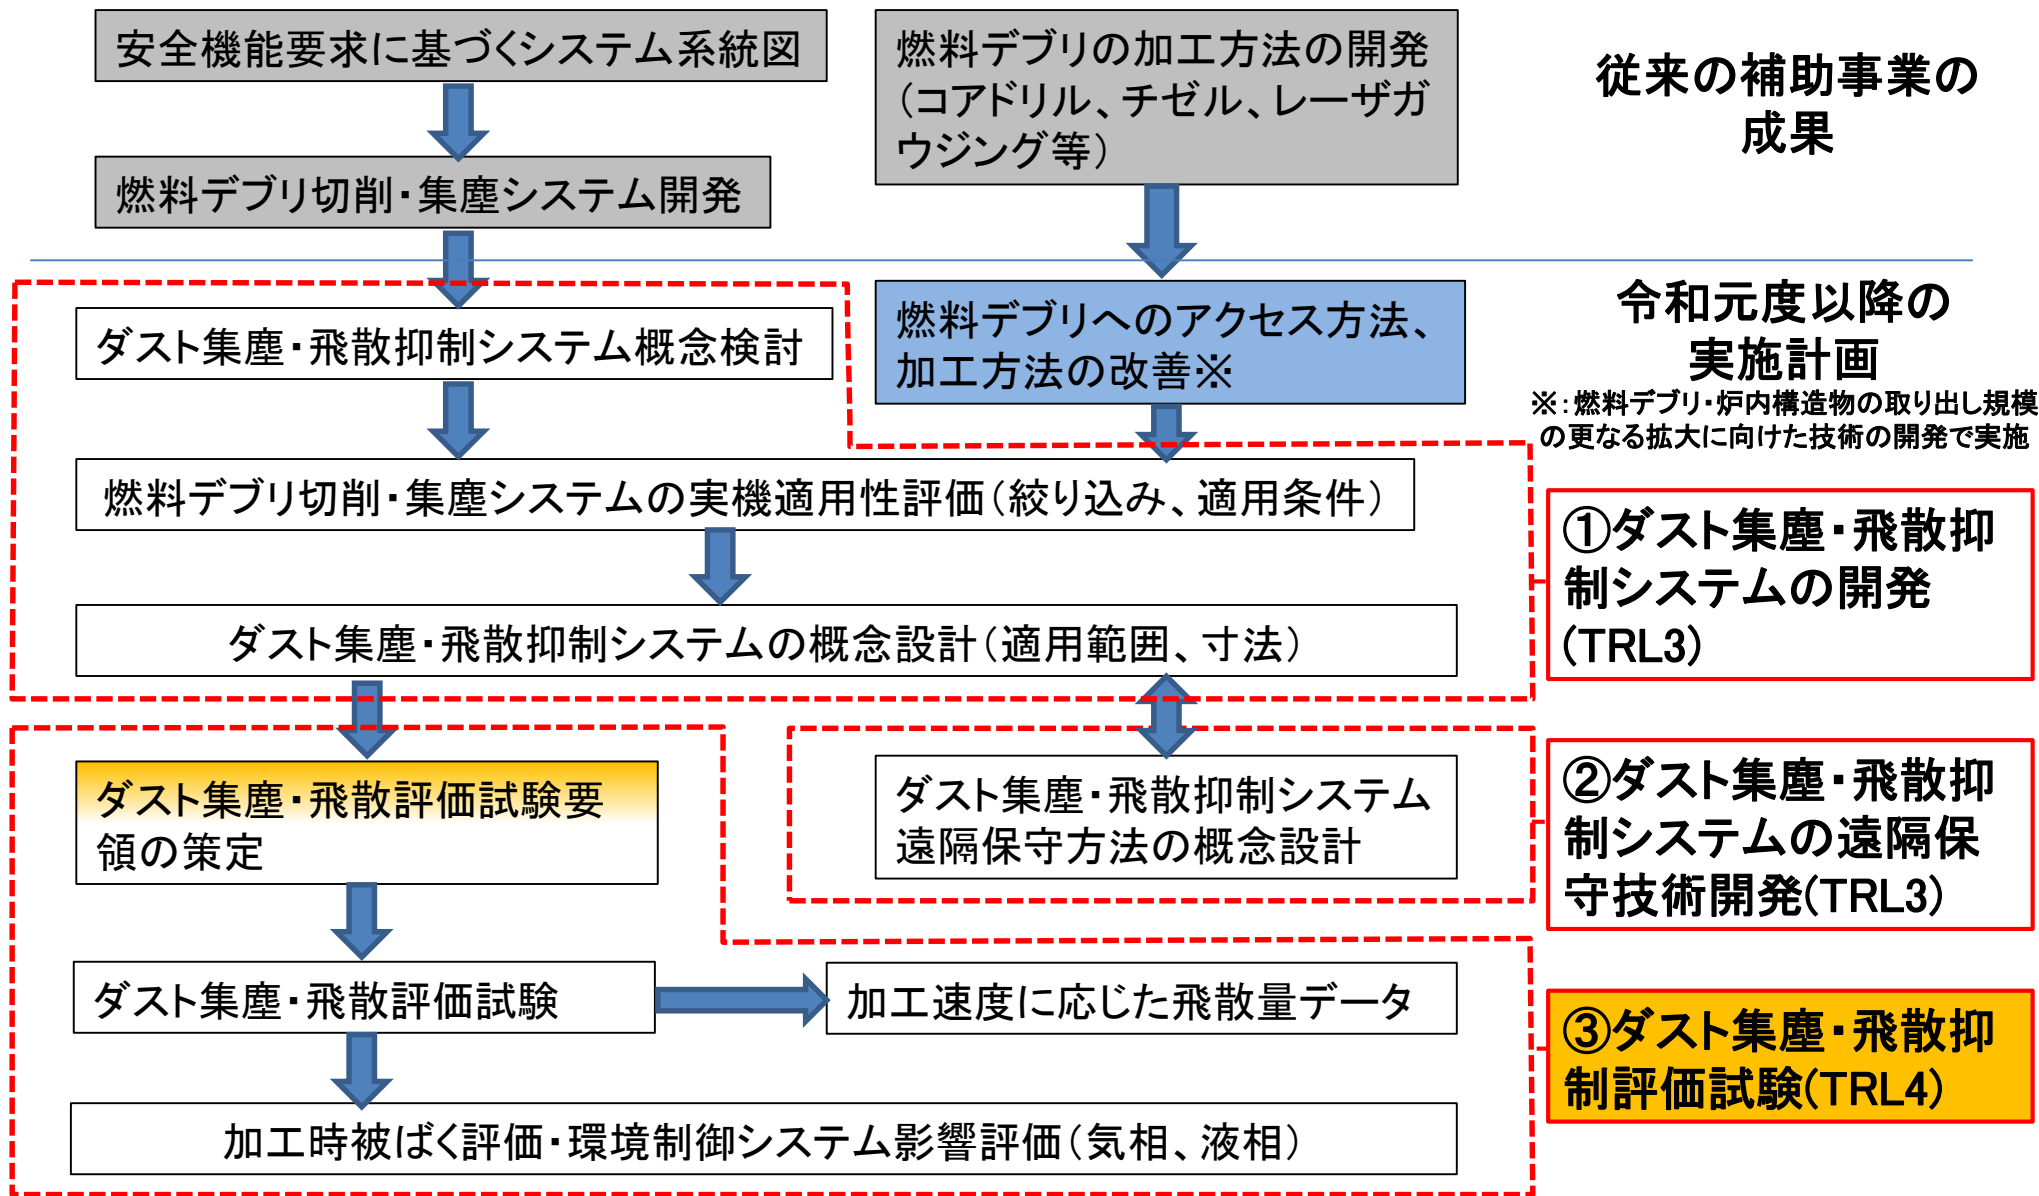 安全機能要求に基づくシステム系統図
燃料デブリの加工方法の開発
（コアドリル、チゼル、レーザガ
ウジング等）
従来の補助事業の
成果
燃料デブリ切削・集塵システム開発
令和元度以降の
実施計画
※：燃料デブリ・炉内構造物の取り出し規模
の更なる拡大に向けた技術の開発で実施
ダスト集塵・飛散抑制システム概念検討
燃料デブリへのアクセス方法、
加工方法の改善※
燃料デブリ切削・集塵システムの実機適用性評価（絞り込み、適用条件）
ダスト集塵・飛散抑制システムの概念設計（適用範囲、寸法）
①ダスト集塵・飛散抑
制システムの開発
(TRL3)
ダスト集塵・飛散評価試験要
領の策定
ダスト集塵・飛散抑制システム
遠隔保守方法の概念設計
②ダスト集塵・飛散抑
制システムの遠隔保
守技術開発(TRL3)
ダスト集塵・飛散評価試験
加工速度に応じた飛散量データ
③ダスト集塵・飛散抑
制評価試験(TRL4)
加工時被ばく評価・環境制御システム影響評価（気相、液相）